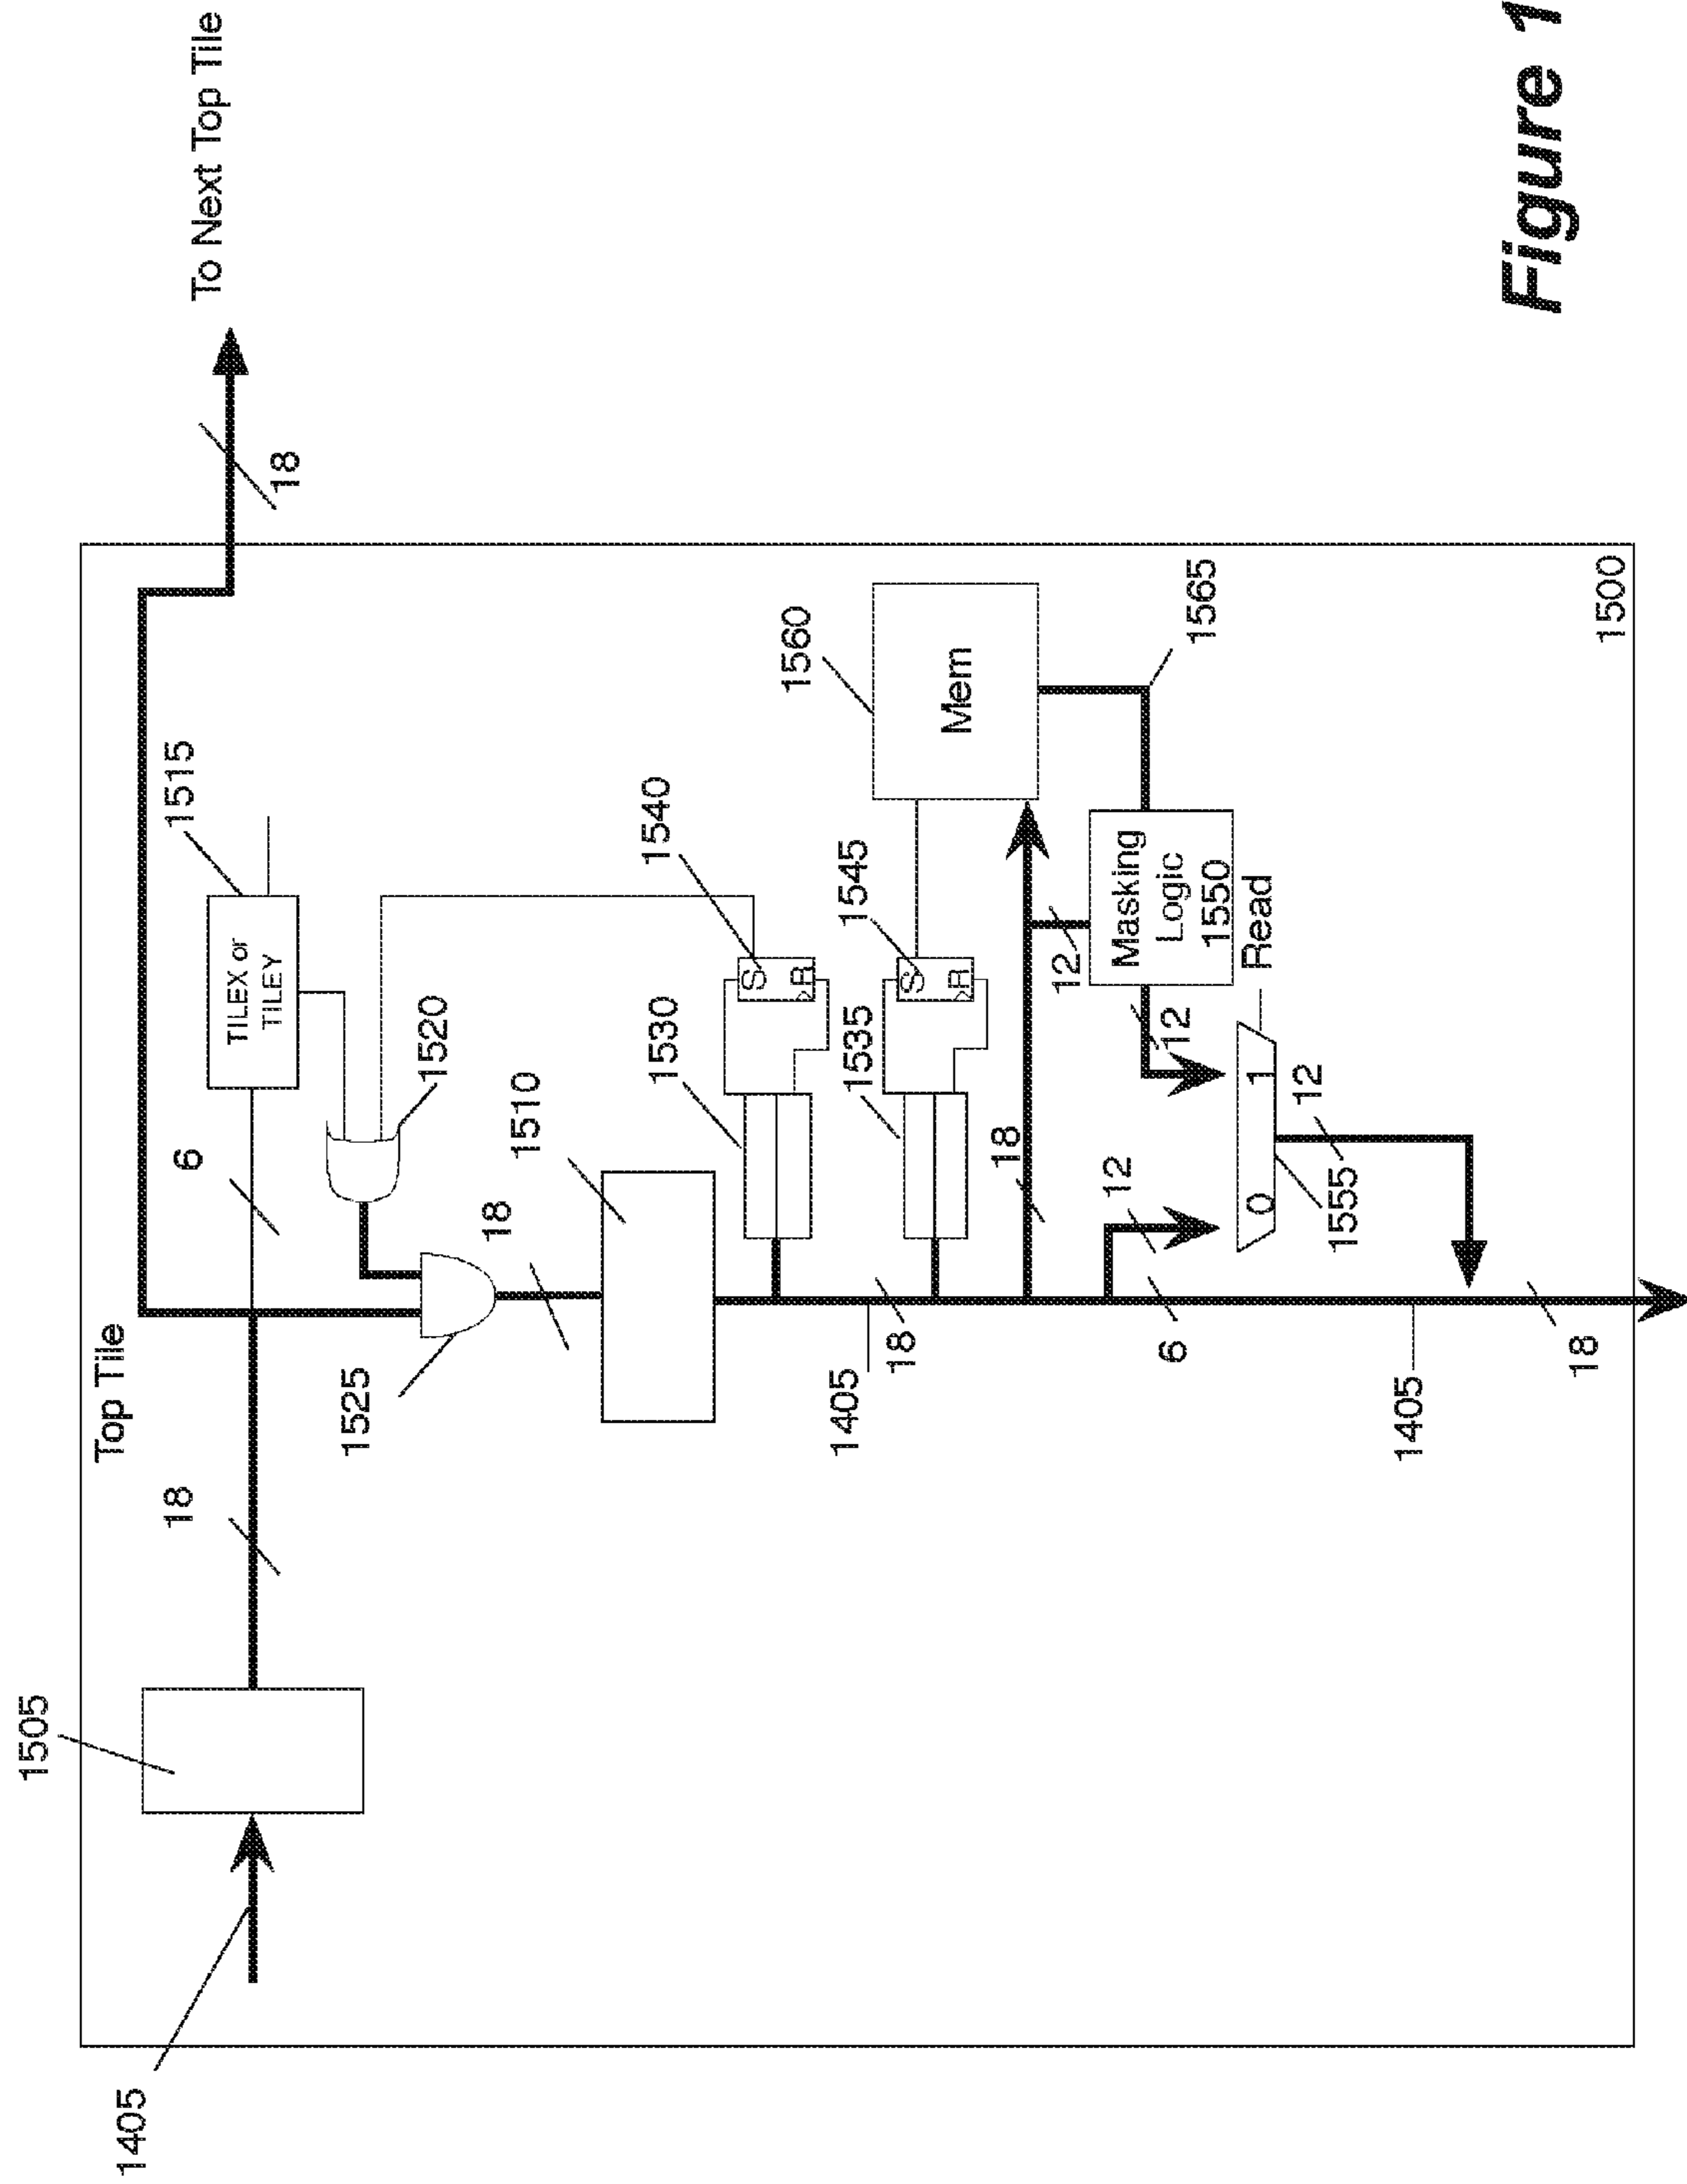 1505
Top Tile
1405
18
6
1515
To Next Top Tile
TILEX or
TILEY
18
1525
1520
18
1510
1530
1540
S
R
1560
1405
1535
1545
18
S
R
Mem
18
12
12
Masking
Logic
1550
6
12
1565
0 1
Read
12
1555
1405
18
1500
Figure 1